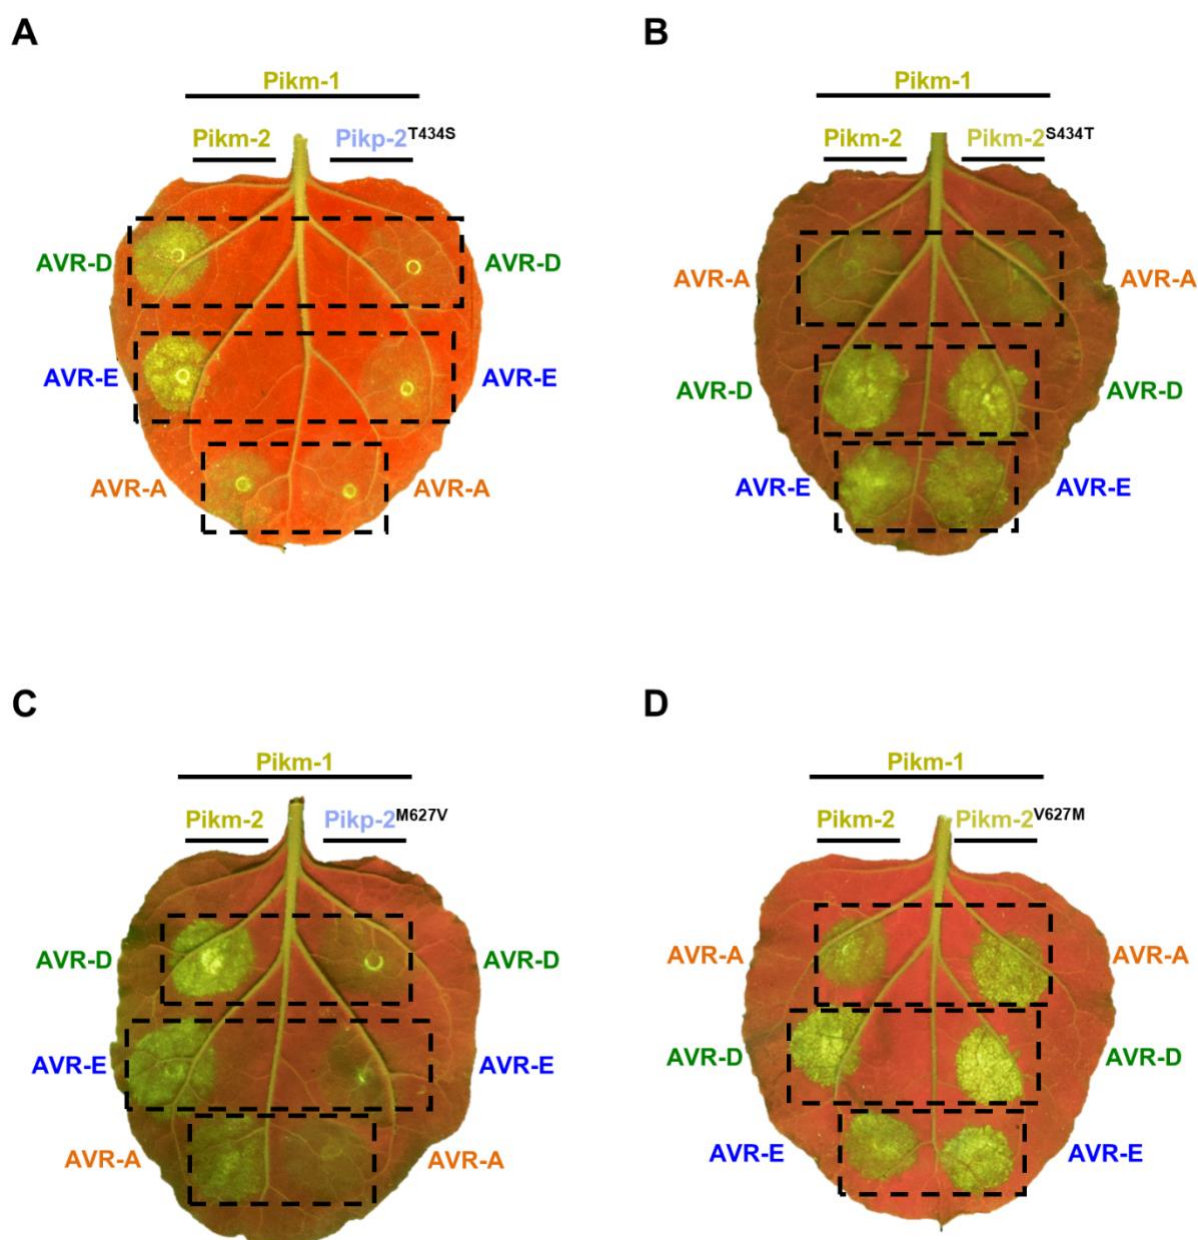 A
B
Pikm-1
Pikm-1
Pikm-2 Pikp-2T434S
Pikm-2 Pikm-2S434T
AVR-D AVR-D
AVR-A AVR-A
AVR-E AVR-E
AVR-D AVR-D
AVR-A AVR-A
AVR-E AVR-E
C
D
Pikm-1
Pikm-1
Pikm-2 Pikp-2M627V
Pikm-2 Pikm-2V627M
AVR-D AVR-D
AVR-A AVR-A
AVR-E AVR-E
AVR-D AVR-D
AVR-A AVR-A
AVR-E AVR-E